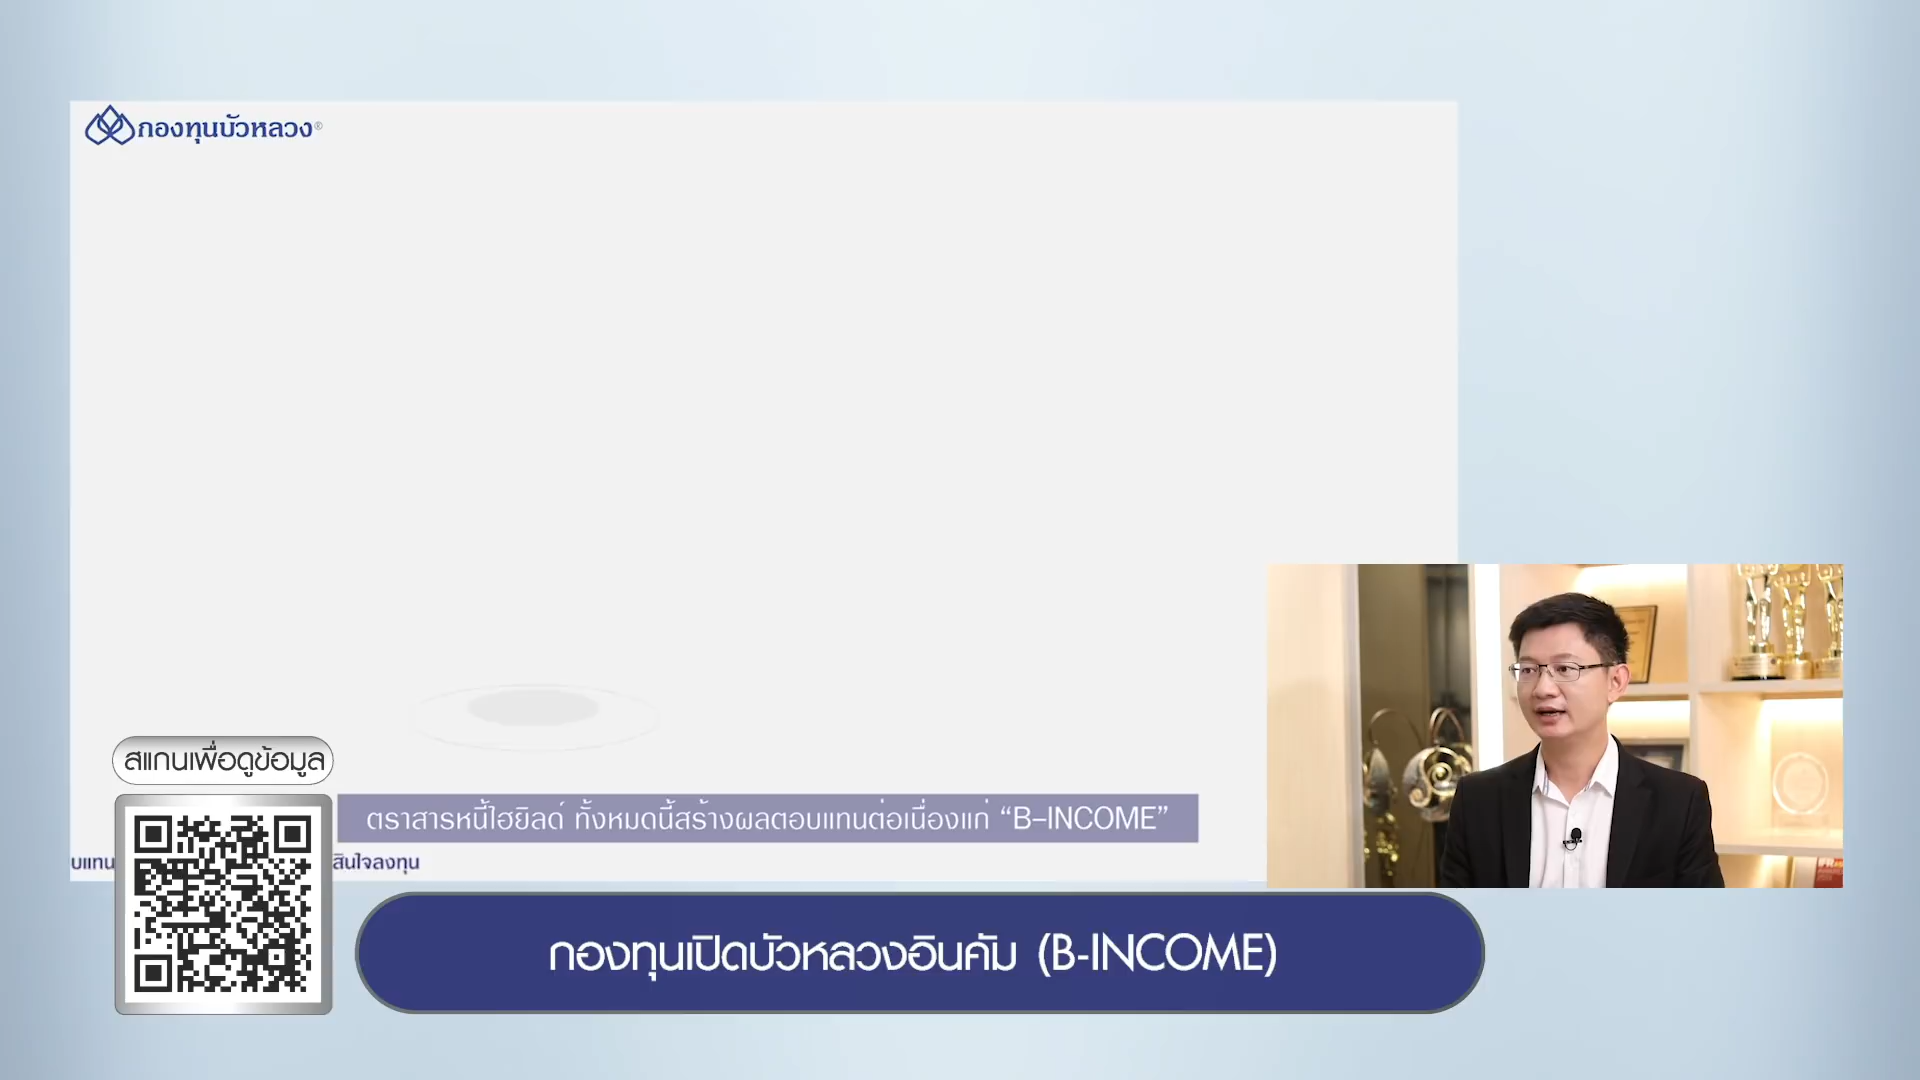 กองทุนบัวหลวง®
สแกนเพื่อดูข้อมูล
ตราสารหนี้ไฮยิลด์ ทั้งหมดนี้สร้างผลตอบแทนต่อเนื่องแก่ “B–INCOME”
บแทน
สินใจลงทุน
กองทุนเปิดบัวหลวงอินคัม (B-INCOME)